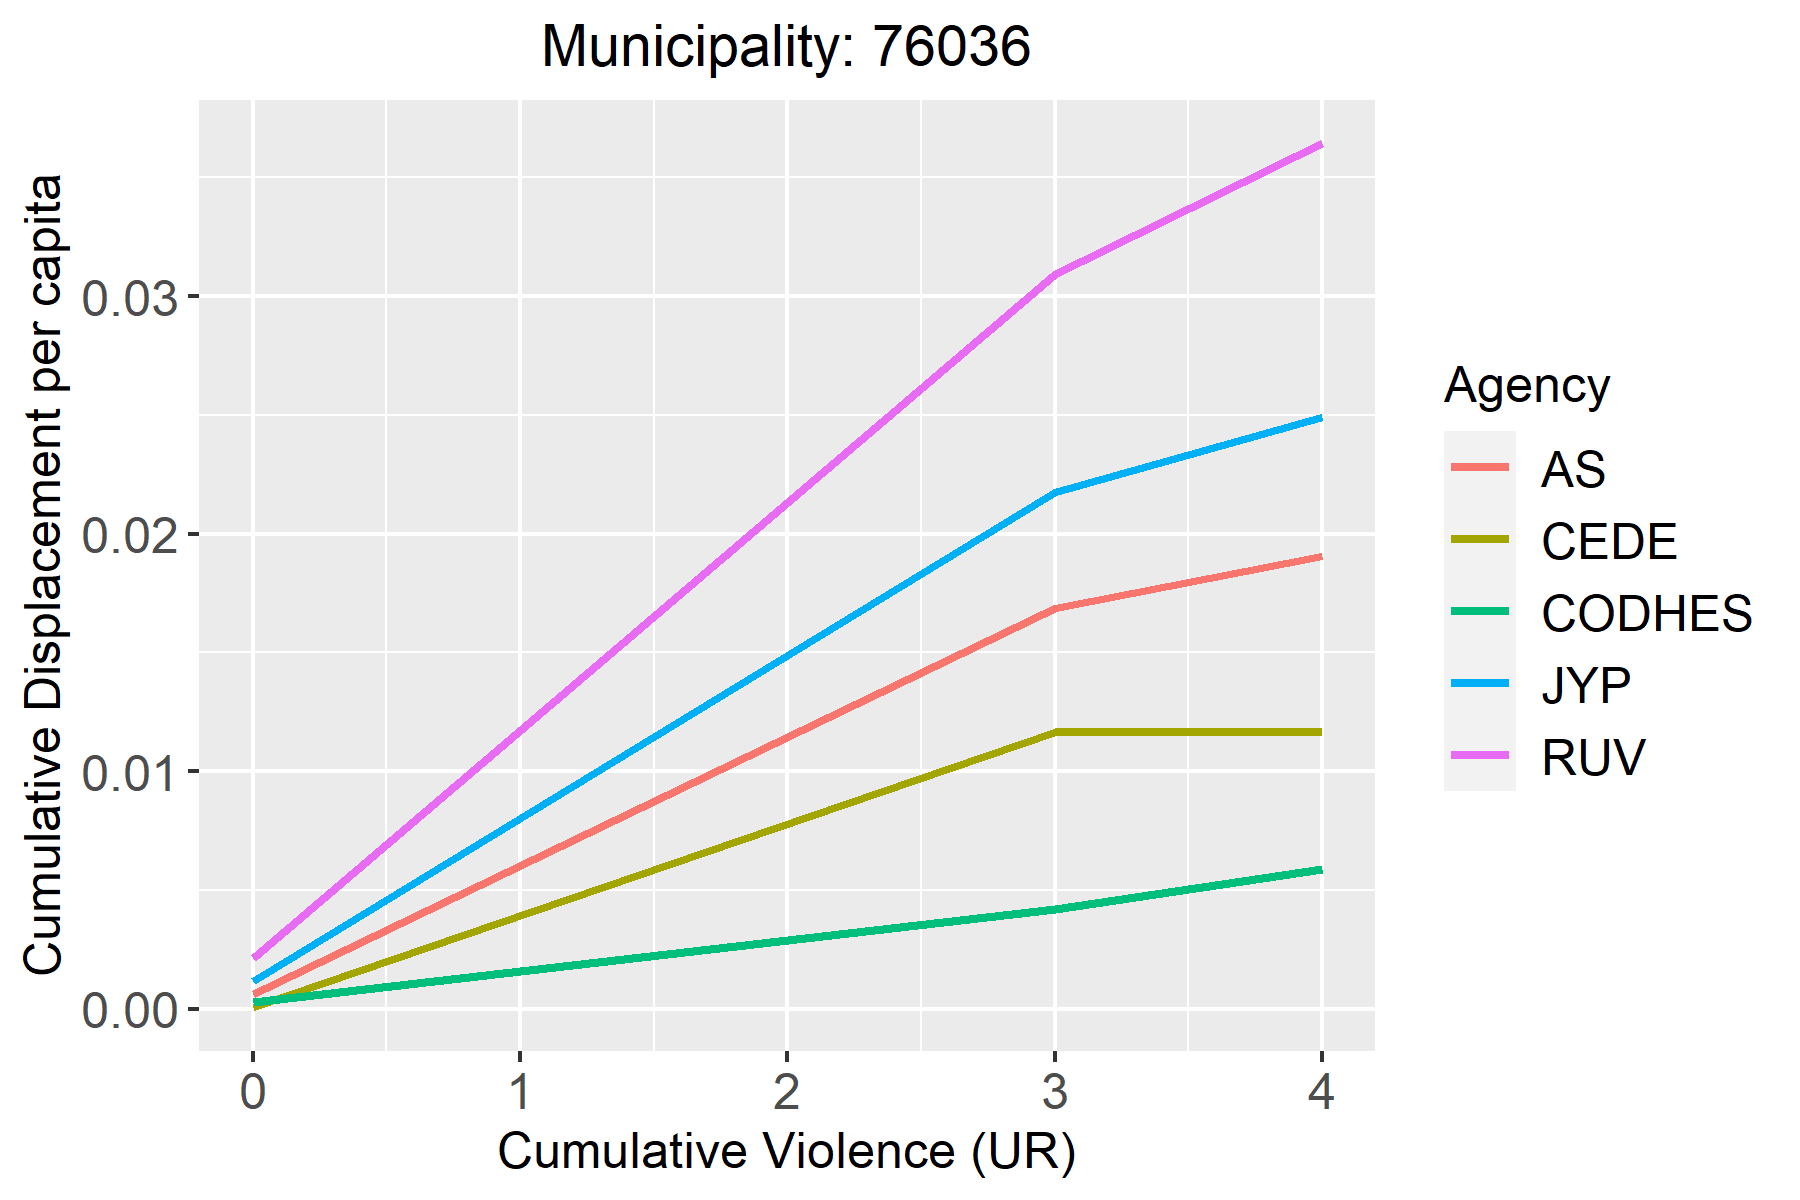 Municipality: 76036
Cumulative Displacement per capita
0.03
0.02
0.01
0.00
0 1 2 3 4
Cumulative Violence (UR)
Agency
AS
CEDE
CODHES
JYP
RUV